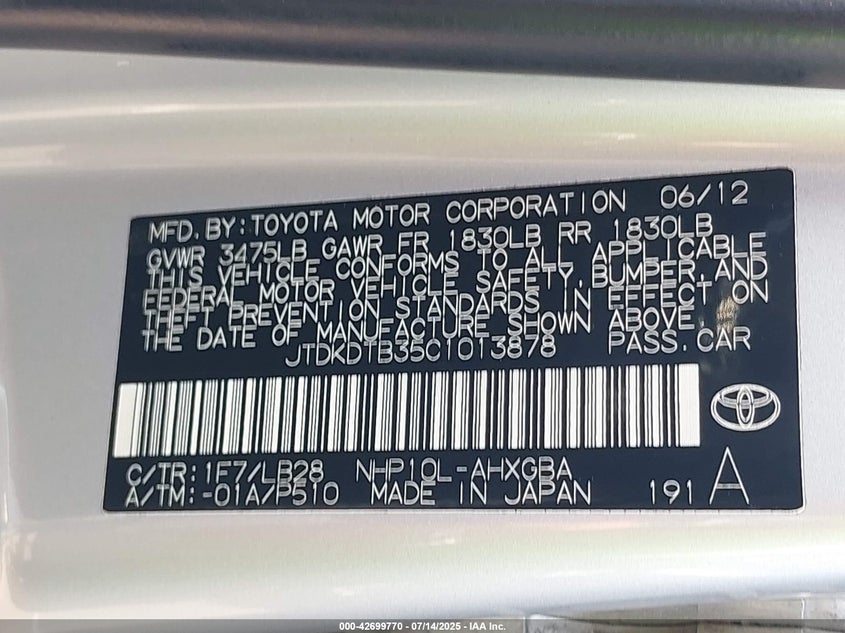 MFD. BY: TOYOTA MOTOR CORPORATION 06/12
GVWR 3475LB GAWR FR 1830LB RR 1830LB
THIS VEHICLE CONFORMS TO ALL APPLICABLE
FEDERAL MOTOR VEHICLE SAFETY, BUMPER, AND
THEFT PREVENTION STANDARDS IN EFFECT ON
THE DATE OF MANUFACTURE SHOWN ABOVE.
JTDKDTB35C1013878 PASS. CAR
C/TR: 1F7/LB28 NHP10L-AHXGBA
A/TM: -01A/P510 MADE IN JAPAN 191 A
000-42699770 - 07/14/2025 - IAA Inc.